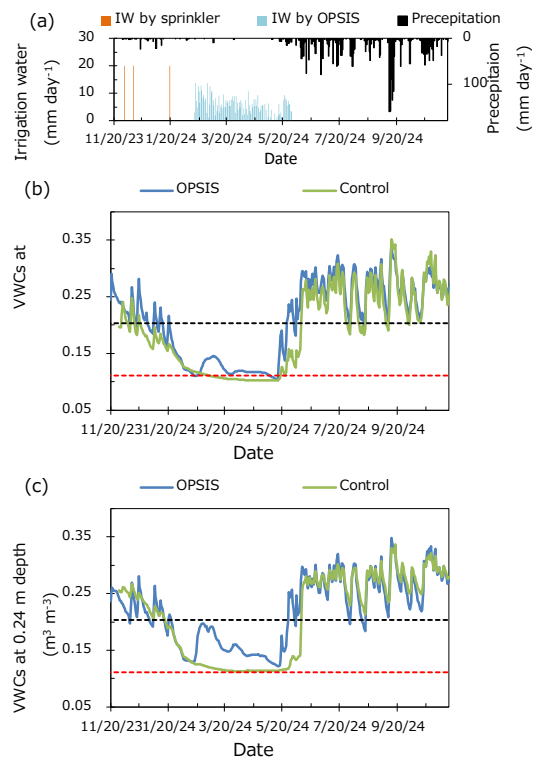 IW by sprinkler IW by OPSIS Precipitation
(a)
30 0
20
100
10
0
Irrigation water
(mm day-1)
Precipitaion
(mm day-1)
11/20/23 1/20/24 3/20/24 5/20/24 7/20/24 9/20/24
Date
(b)
OPSIS Control
0.35
0.25
0.15
0.05
VWCs at
11/20/23 1/20/24 3/20/24 5/20/24 7/20/24 9/20/24
Date
(c)
OPSIS Control
0.35
0.25
0.15
0.05
VWCs at 0.24 m depth
(m³ m-³)
11/20/23 1/20/24 3/20/24 5/20/24 7/20/24 9/20/24
Date